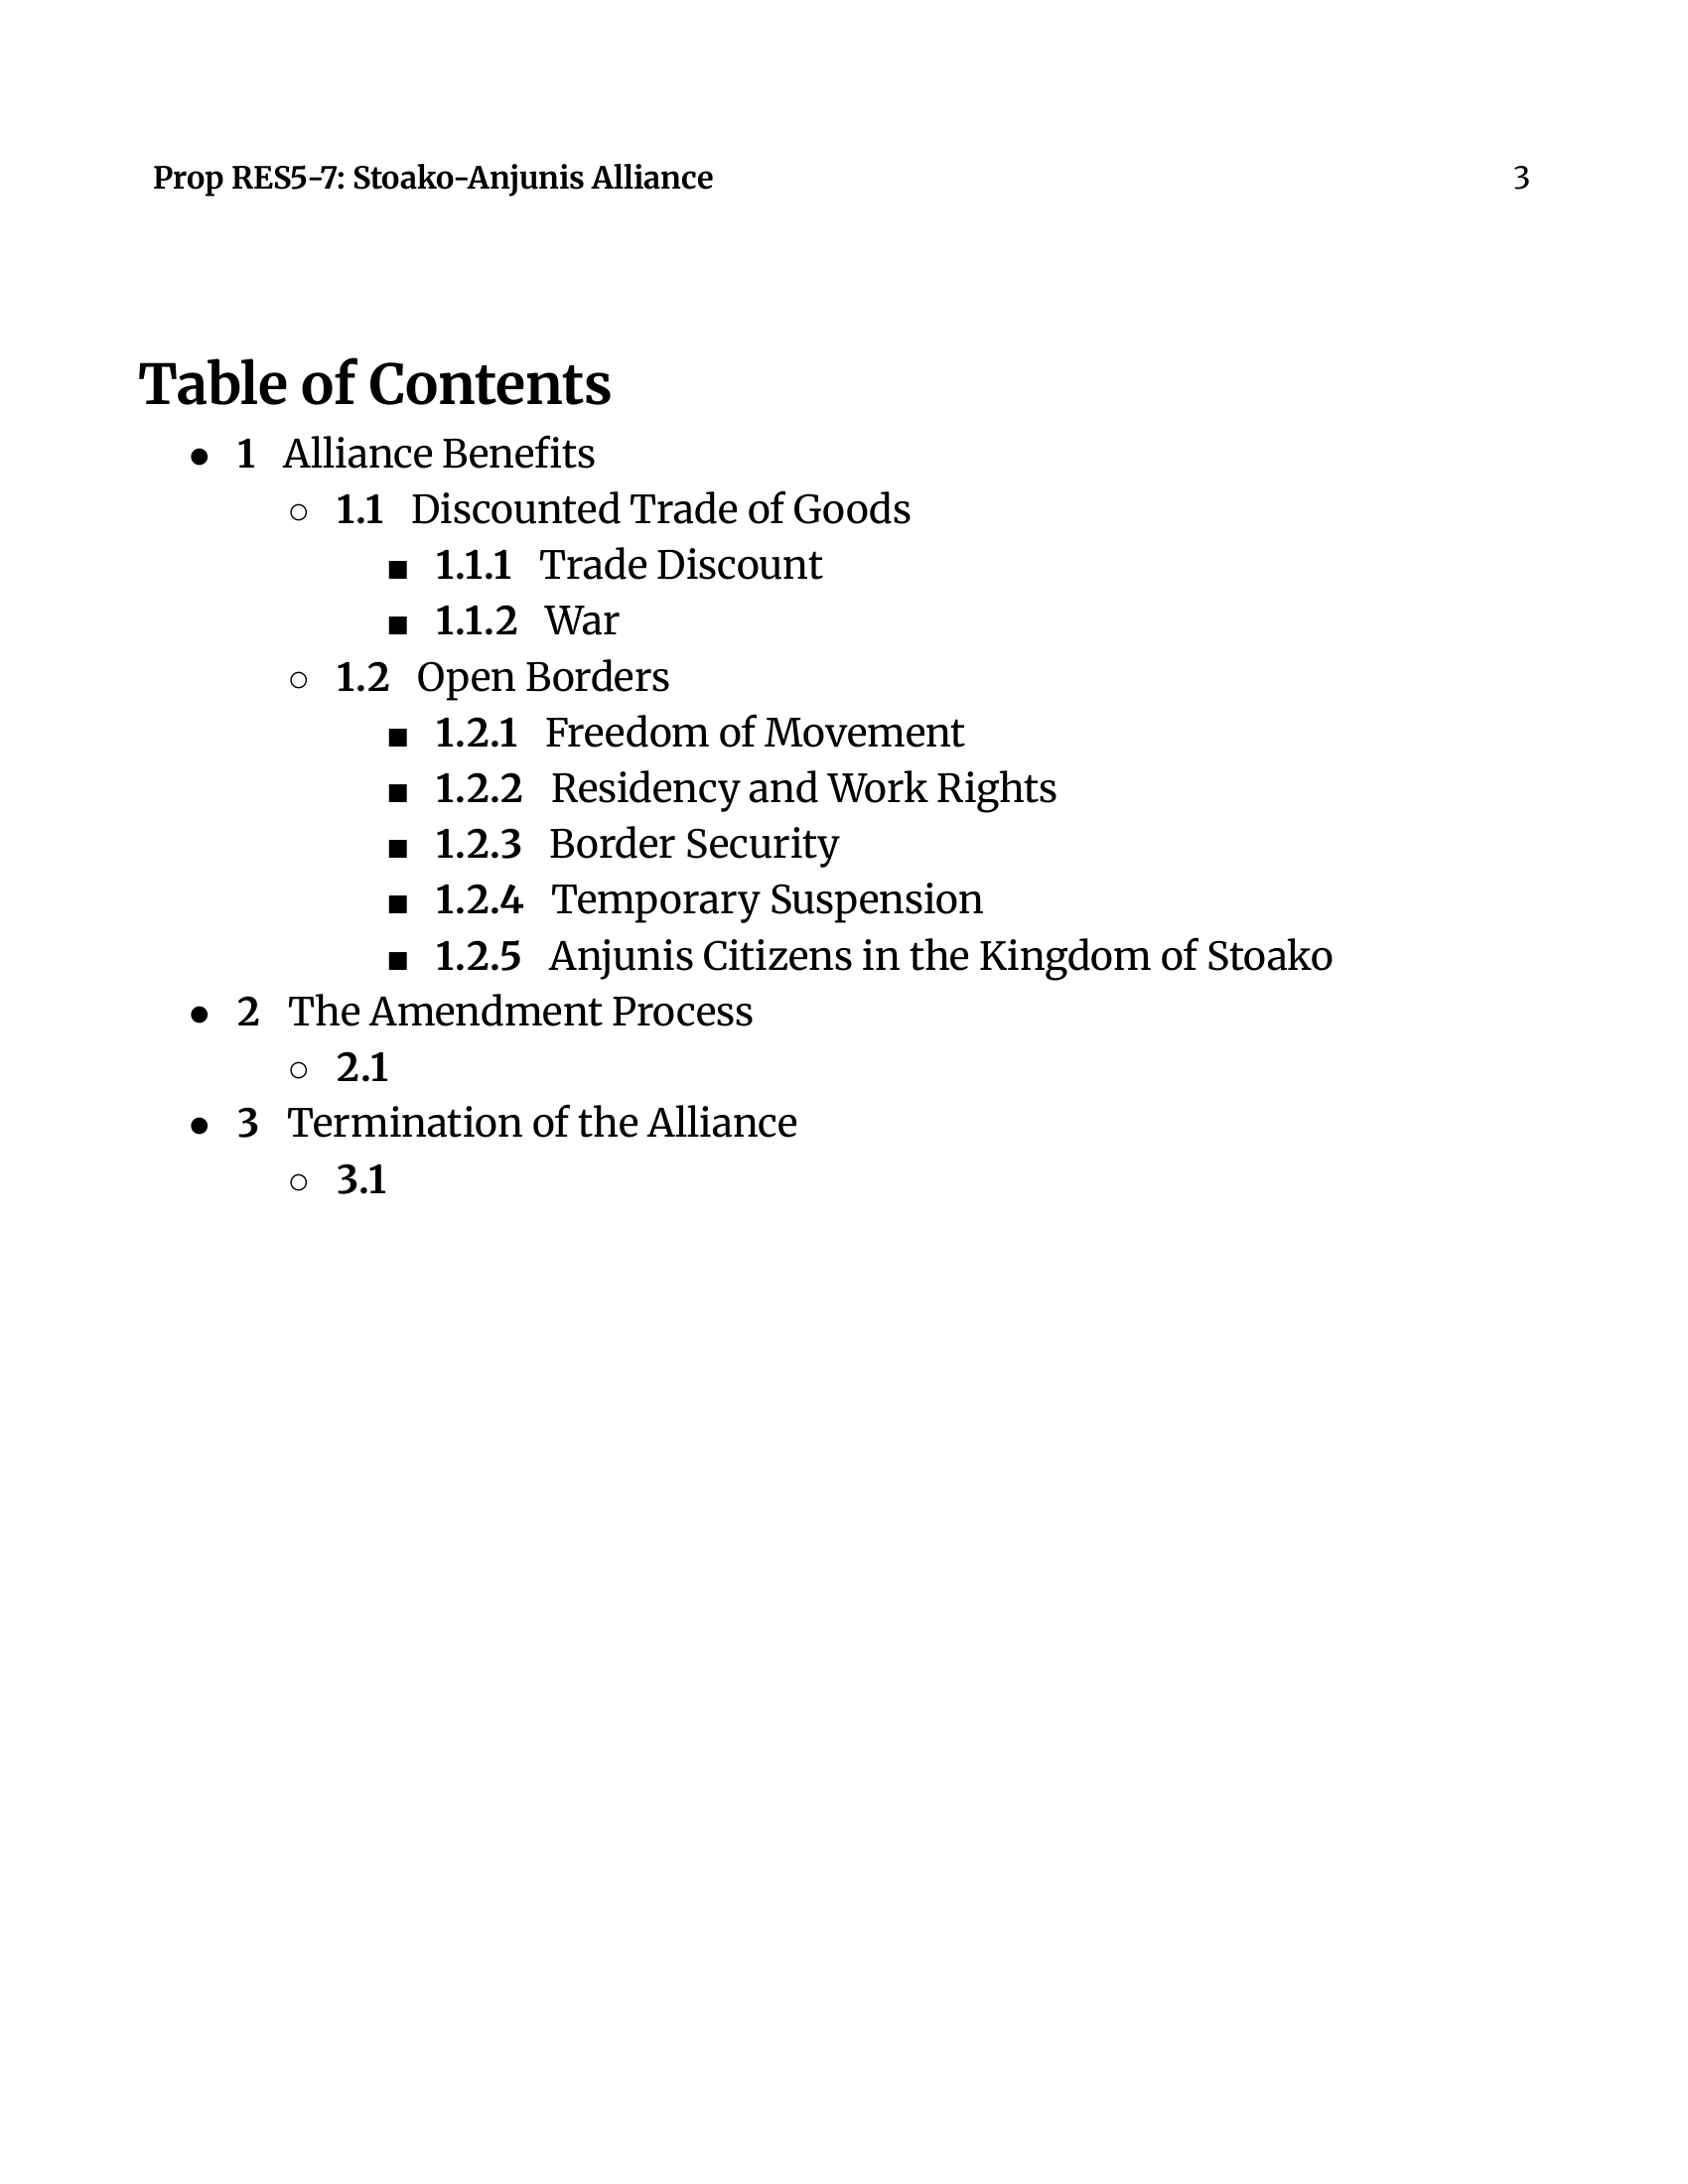 Prop RES5-7: Stoako-Anjunis Alliance 3
Table of Contents
● 1 Alliance Benefits
○ 1.1 Discounted Trade of Goods
■ 1.1.1 Trade Discount
■ 1.1.2 War
○ 1.2 Open Borders
■ 1.2.1 Freedom of Movement
■ 1.2.2 Residency and Work Rights
■ 1.2.3 Border Security
■ 1.2.4 Temporary Suspension
■ 1.2.5 Anjunis Citizens in the Kingdom of Stoako
● 2 The Amendment Process
○ 2.1
● 3 Termination of the Alliance
○ 3.1